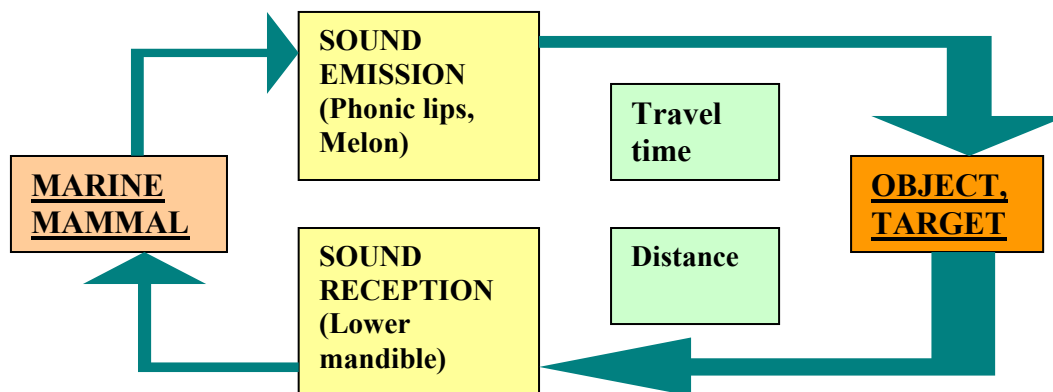 SOUND
EMISSION
(Phonic lips,
Melon)
Travel
time
MARINE
MAMMAL
OBJECT,
TARGET
SOUND
RECEPTION
(Lower
mandible)
Distance